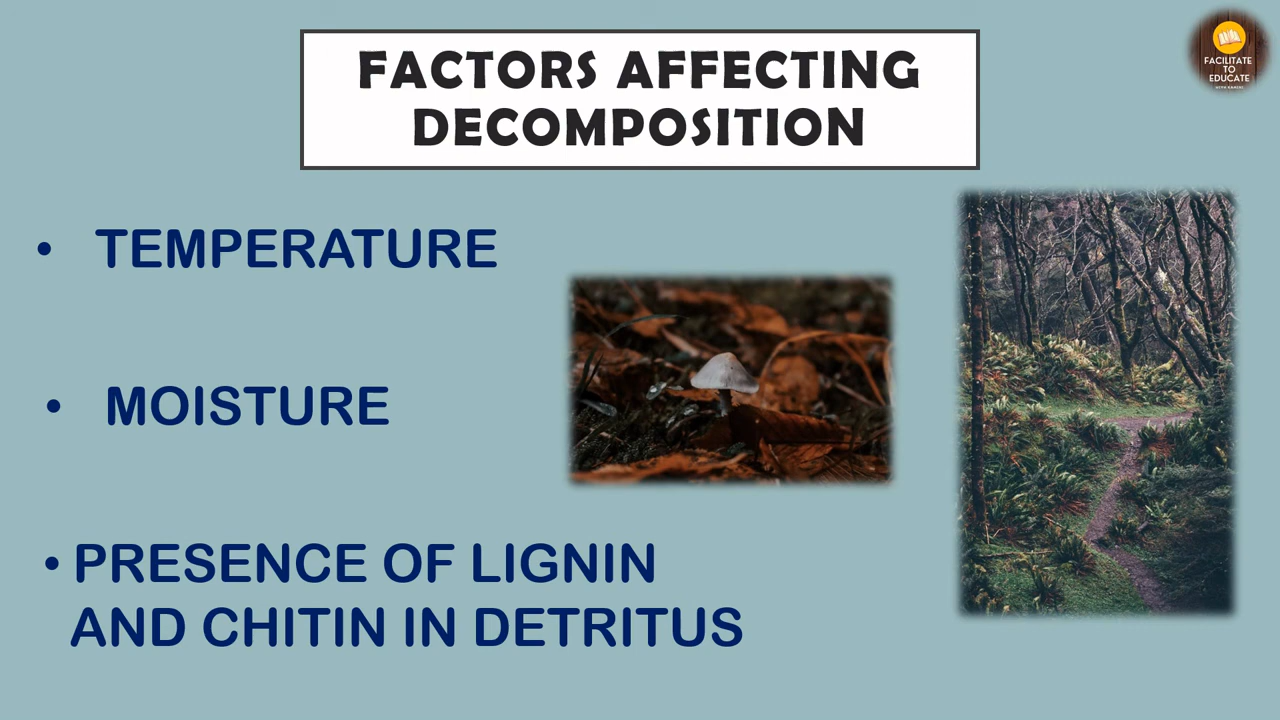 FACTORS AFFECTING
DECOMPOSITION
FACILITATE
TO
EDUCATE
• TEMPERATURE
• MOISTURE
• PRESENCE OF LIGNIN
AND CHITIN IN DETRITUS